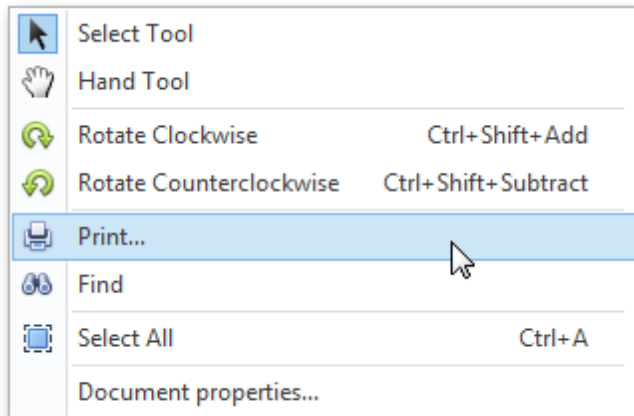 Select Tool
Hand Tool
Rotate Clockwise Ctrl+Shift+Add
Rotate Counterclockwise Ctrl+Shift+Subtract
Print...
Find
Select All Ctrl+A
Document properties...